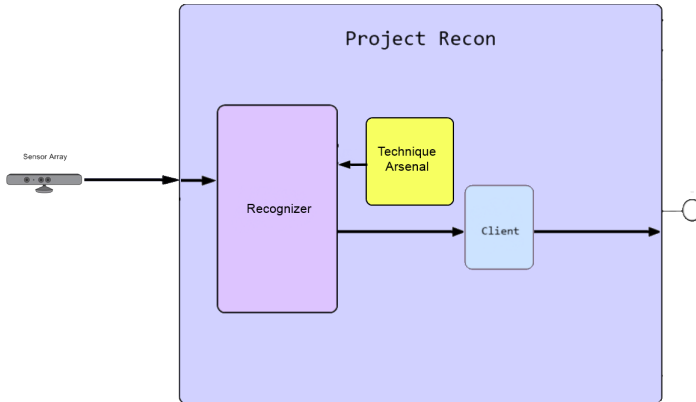 Project Recon
Sensor Array
Technique
Arsenal
Recognizer
Client